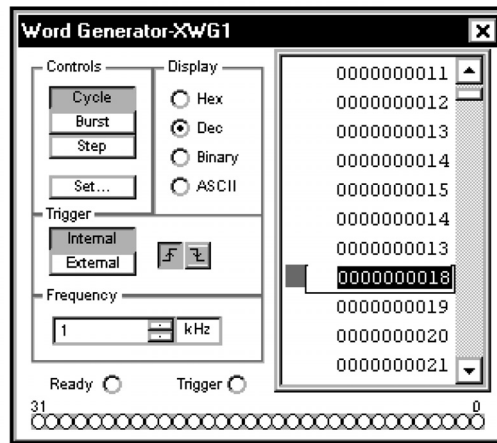 Word Generator-XWG1
Controls
Cycle
Burst
Step
Set...
Display
Hex
Dec
Binary
ASCII
Trigger
Internal
External
Frequency
1 kHz
Ready
Trigger
0000000011
0000000012
0000000013
0000000014
0000000015
0000000014
0000000013
0000000018
0000000019
0000000020
0000000021
31 0